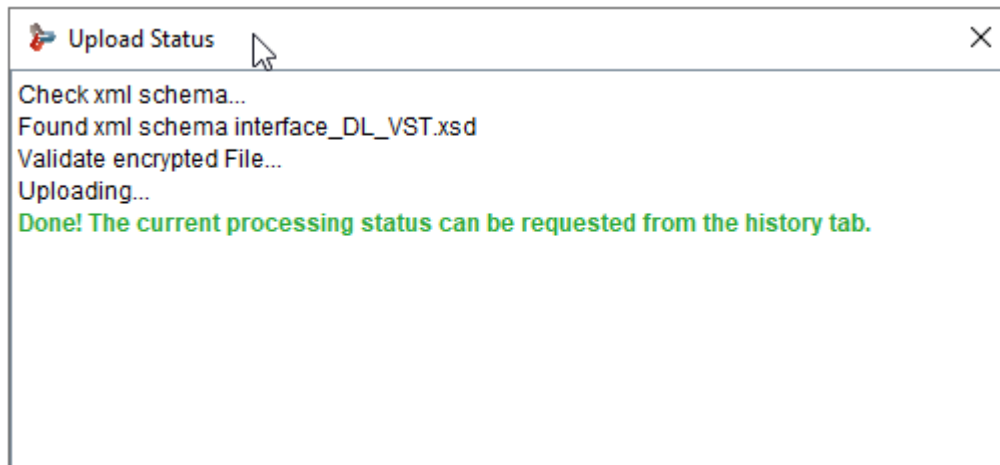 Upload Status
Check xml schema...
Found xml schema interface_DL_VST.xsd
Validate encrypted File...
Uploading...
Done! The current processing status can be requested from the history tab.